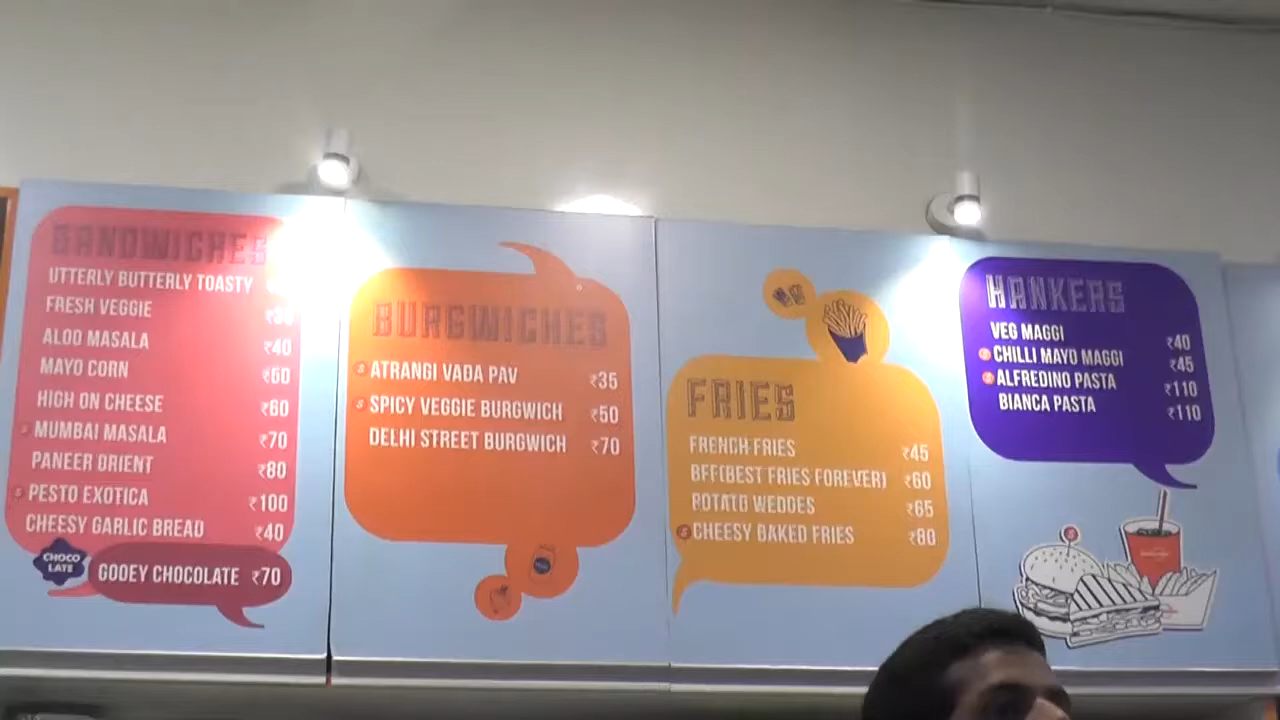 SANDWICHES
UTTERLY BUTTERLY TOASTY
FRESH VEGGIE
ALOO MASALA ₹40
MAYO CORN ₹60
HIGH ON CHEESE ₹60
MUMBAI MASALA ₹70
PANEER ORIENT ₹80
PESTO EXOTICA ₹100
CHEESY GARLIC BREAD ₹40
CHOCO
LATE
GOOEY CHOCOLATE ₹70
BURGWICHES
ATRANGI VADA PAV ₹35
SPICY VEGGIE BURGWICH ₹50
DELHI STREET BURGWICH ₹70
FRIES
FRENCH FRIES ₹45
BFF(BEST FRIES FOREVER) ₹60
POTATO WEDGES ₹65
CHEESY BAKED FRIES ₹80
HANKERS
VEG MAGGI ₹40
CHILLI MAYO MAGGI ₹45
ALFREDINO PASTA ₹110
BIANCA PASTA ₹110